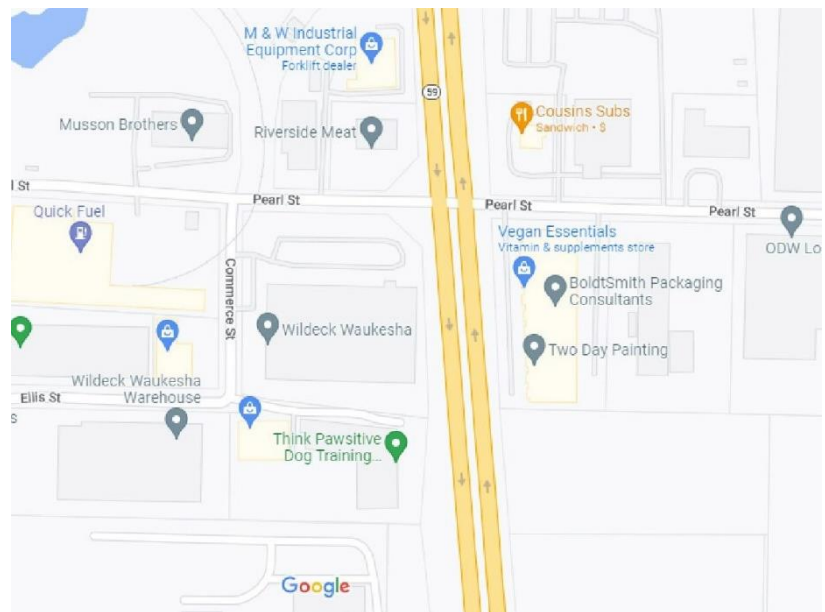 M & W Industrial
Equipment Corp
Forklift dealer
59
Cousins Subs
Sandwich • $
Musson Brothers
Riverside Meat
l St
Pearl St
Pearl St
Pearl St
Quick Fuel
Vegan Essentials
Vitamin & supplements store
ODW Lo
Commerce St
BoldtSmith Packaging
Consultants
Wildeck Waukesha
Two Day Painting
Wildeck Waukesha
Warehouse
Ellis St
s
Think Pawsitive
Dog Training...
Google